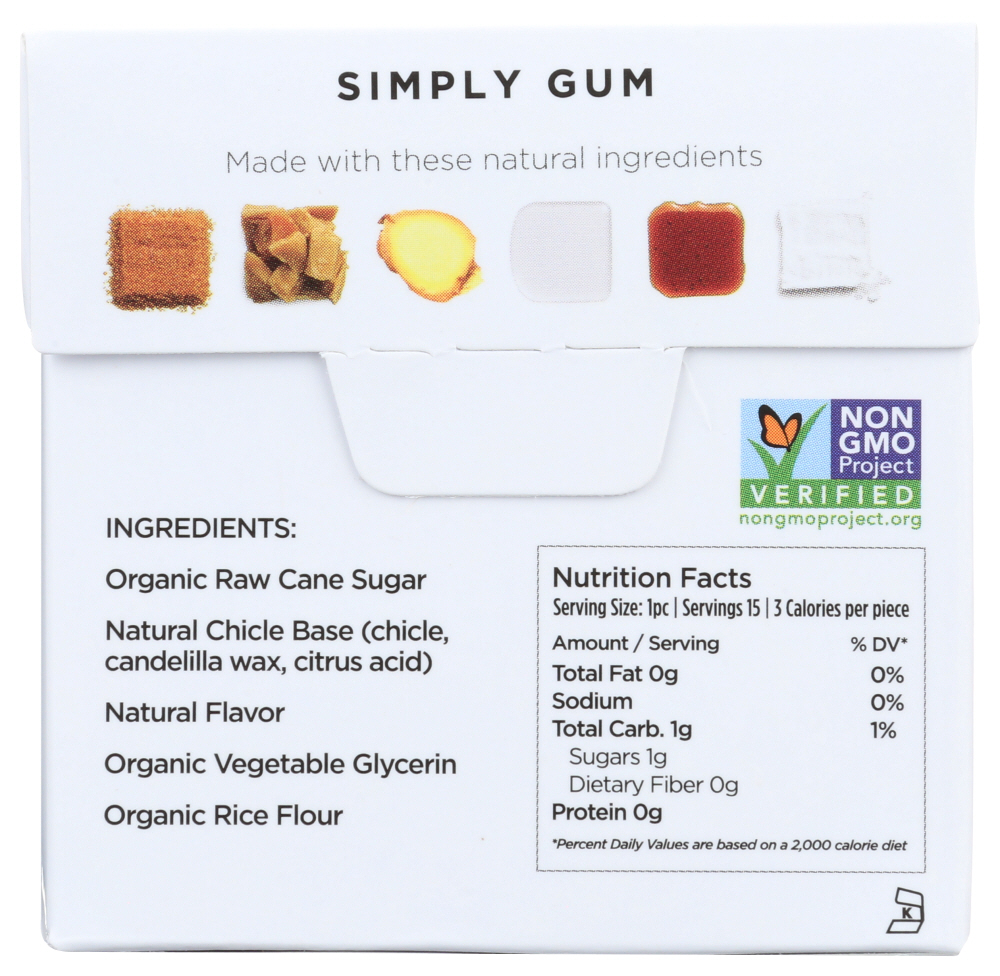 SIMPLY GUM
Made with these natural ingredients
NON
GMO
Project
VERIFIED
nongmoproject.org
INGREDIENTS:
Organic Raw Cane Sugar
Natural Chicle Base (chicle,
candelilla wax, citrus acid)
Natural Flavor
Organic Vegetable Glycerin
Organic Rice Flour
Nutrition Facts
Serving Size: 1pc | Servings 15 | 3 Calories per piece
Amount / Serving % DV*
Total Fat 0g 0%
Sodium 0%
Total Carb. 1g 1%
Sugars 1g
Dietary Fiber 0g
Protein 0g
*Percent Daily Values are based on a 2,000 calorie diet
K